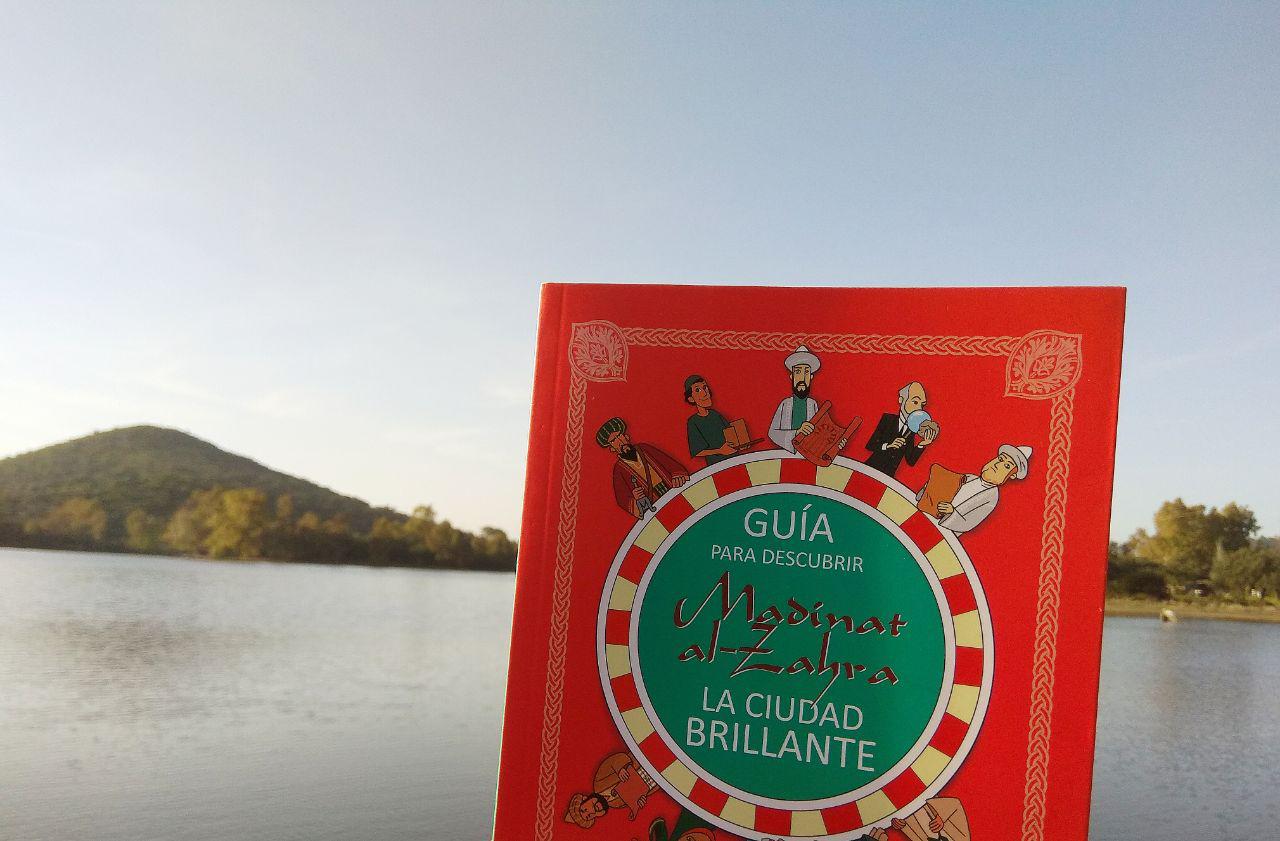 GUÍA
PARA DESCUBRIR
Madinat
al-Zahra
LA CIUDAD
BRILLANTE